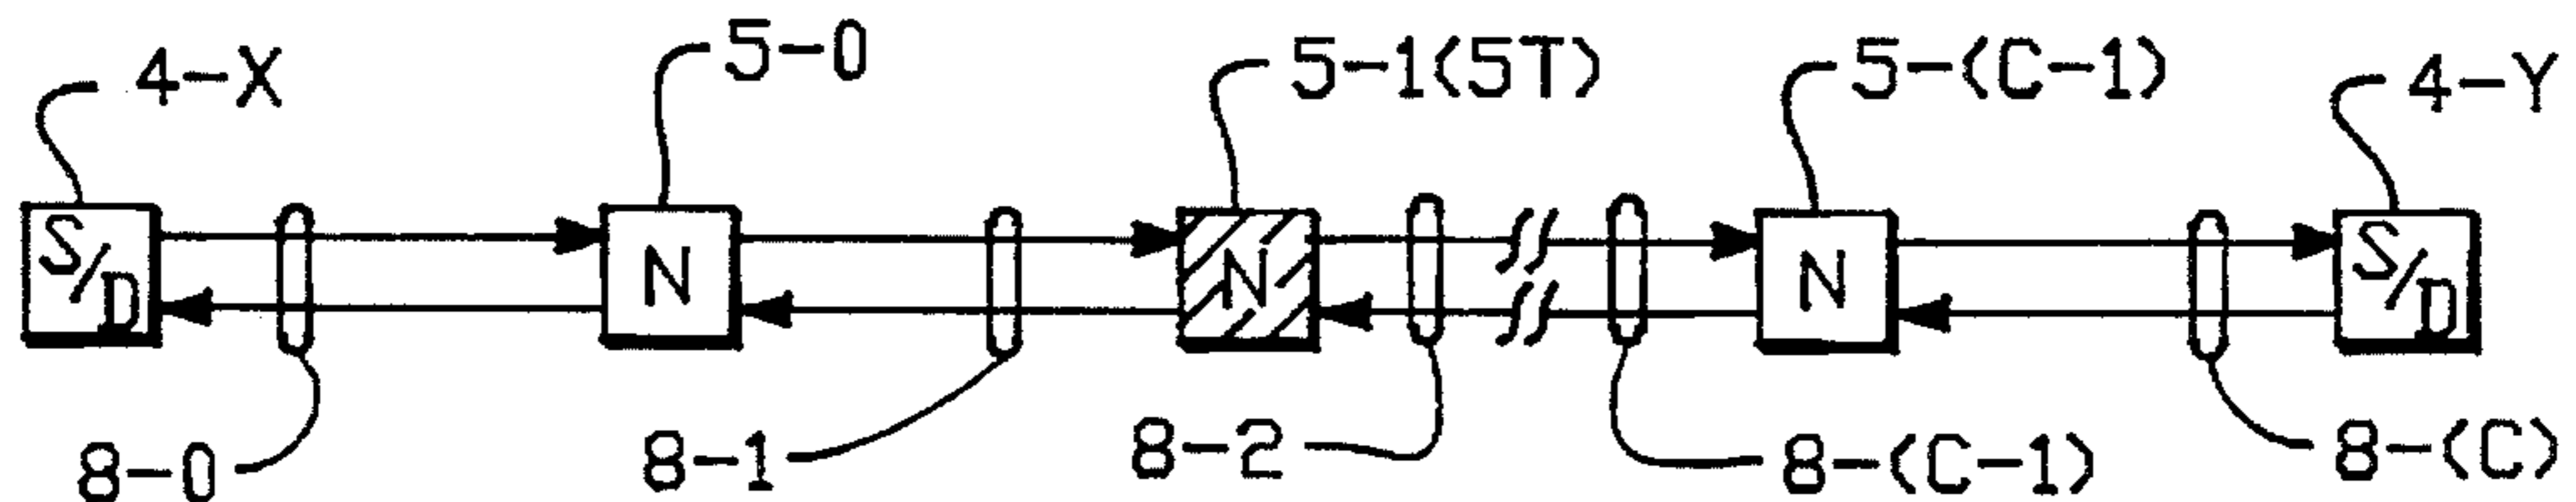 4-X 5-0 5-1(5T) 5-(C-1) 4-Y
S/D N N N S/D
8-0 8-1 8-2 8-(C-1) 8-(C)